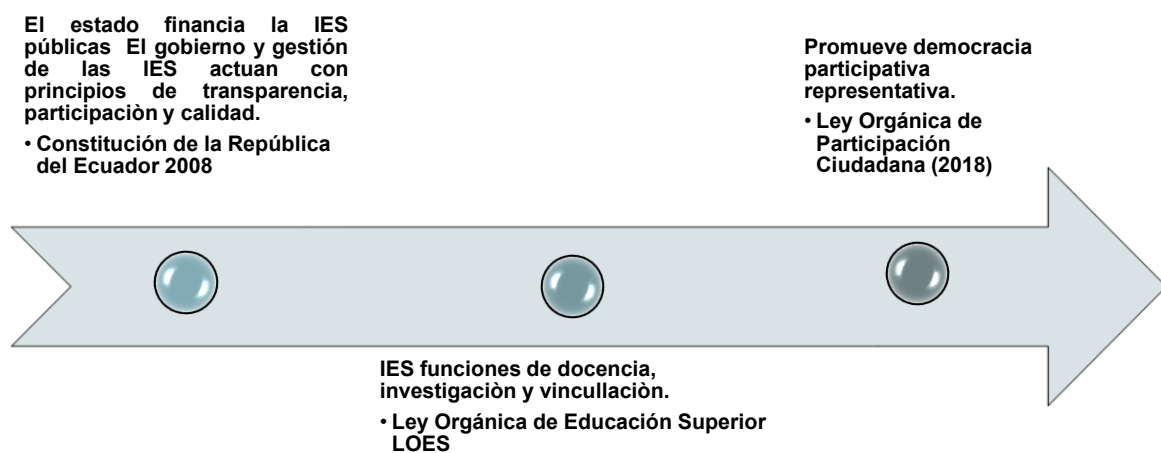 El estado financia la IES
públicas El gobierno y gestión
de las IES actuan con
principios de transparencia,
participaciòn y calidad.
• Constitución de la República
del Ecuador 2008
Promueve democracia
participativa
representativa.
• Ley Orgánica de
Participación
Ciudadana (2018)
IES funciones de docencia,
investigaciòn y vincullaciòn.
• Ley Orgánica de Educación Superior
LOES